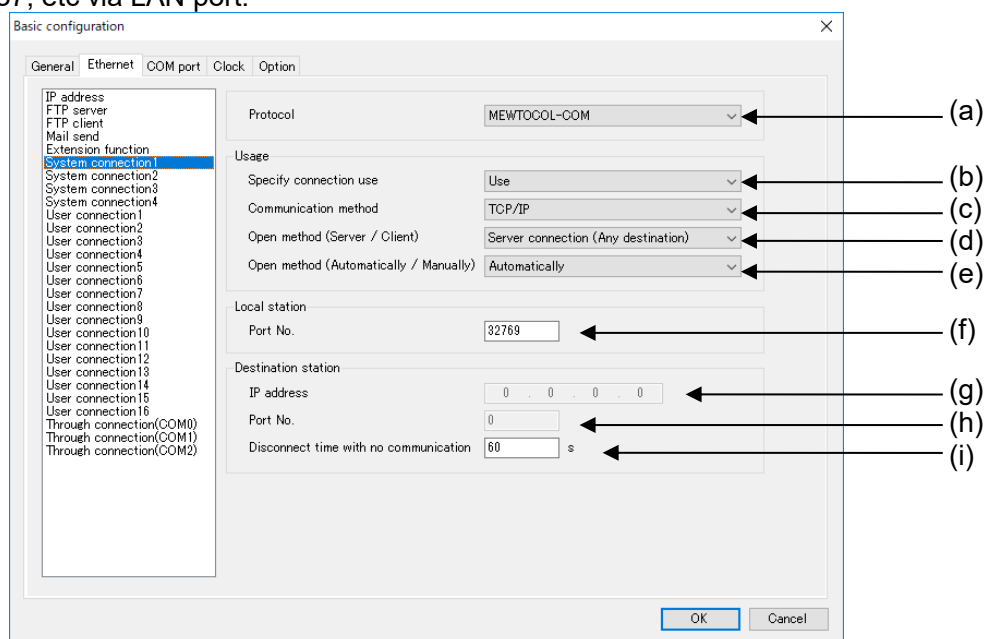 etc via LAN port.
Basic configuration
General Ethernet COM port Clock Option
IP address
FTP server
FTP client
Mail send
Extension function
System connection1
System connection2
System connection3
System connection4
User connection1
User connection2
User connection3
User connection4
User connection5
User connection6
User connection7
User connection8
User connection9
User connection10
User connection11
User connection12
User connection13
User connection14
User connection15
User connection16
Through connection(COM0)
Through connection(COM1)
Through connection(COM2)
Protocol MEWTOCOL-COM (a)
Usage
Specify connection use Use (b)
Communication method TCP/IP (c)
Open method (Server / Client) Server connection (Any destination) (d)
Open method (Automatically / Manually) Automatically (e)
Local station
Port No. 32769 (f)
Destination station
IP address 0 . 0 . 0 . 0 (g)
Port No. 0 (h)
Disconnect time with no communication 60 s (i)
OK Cancel